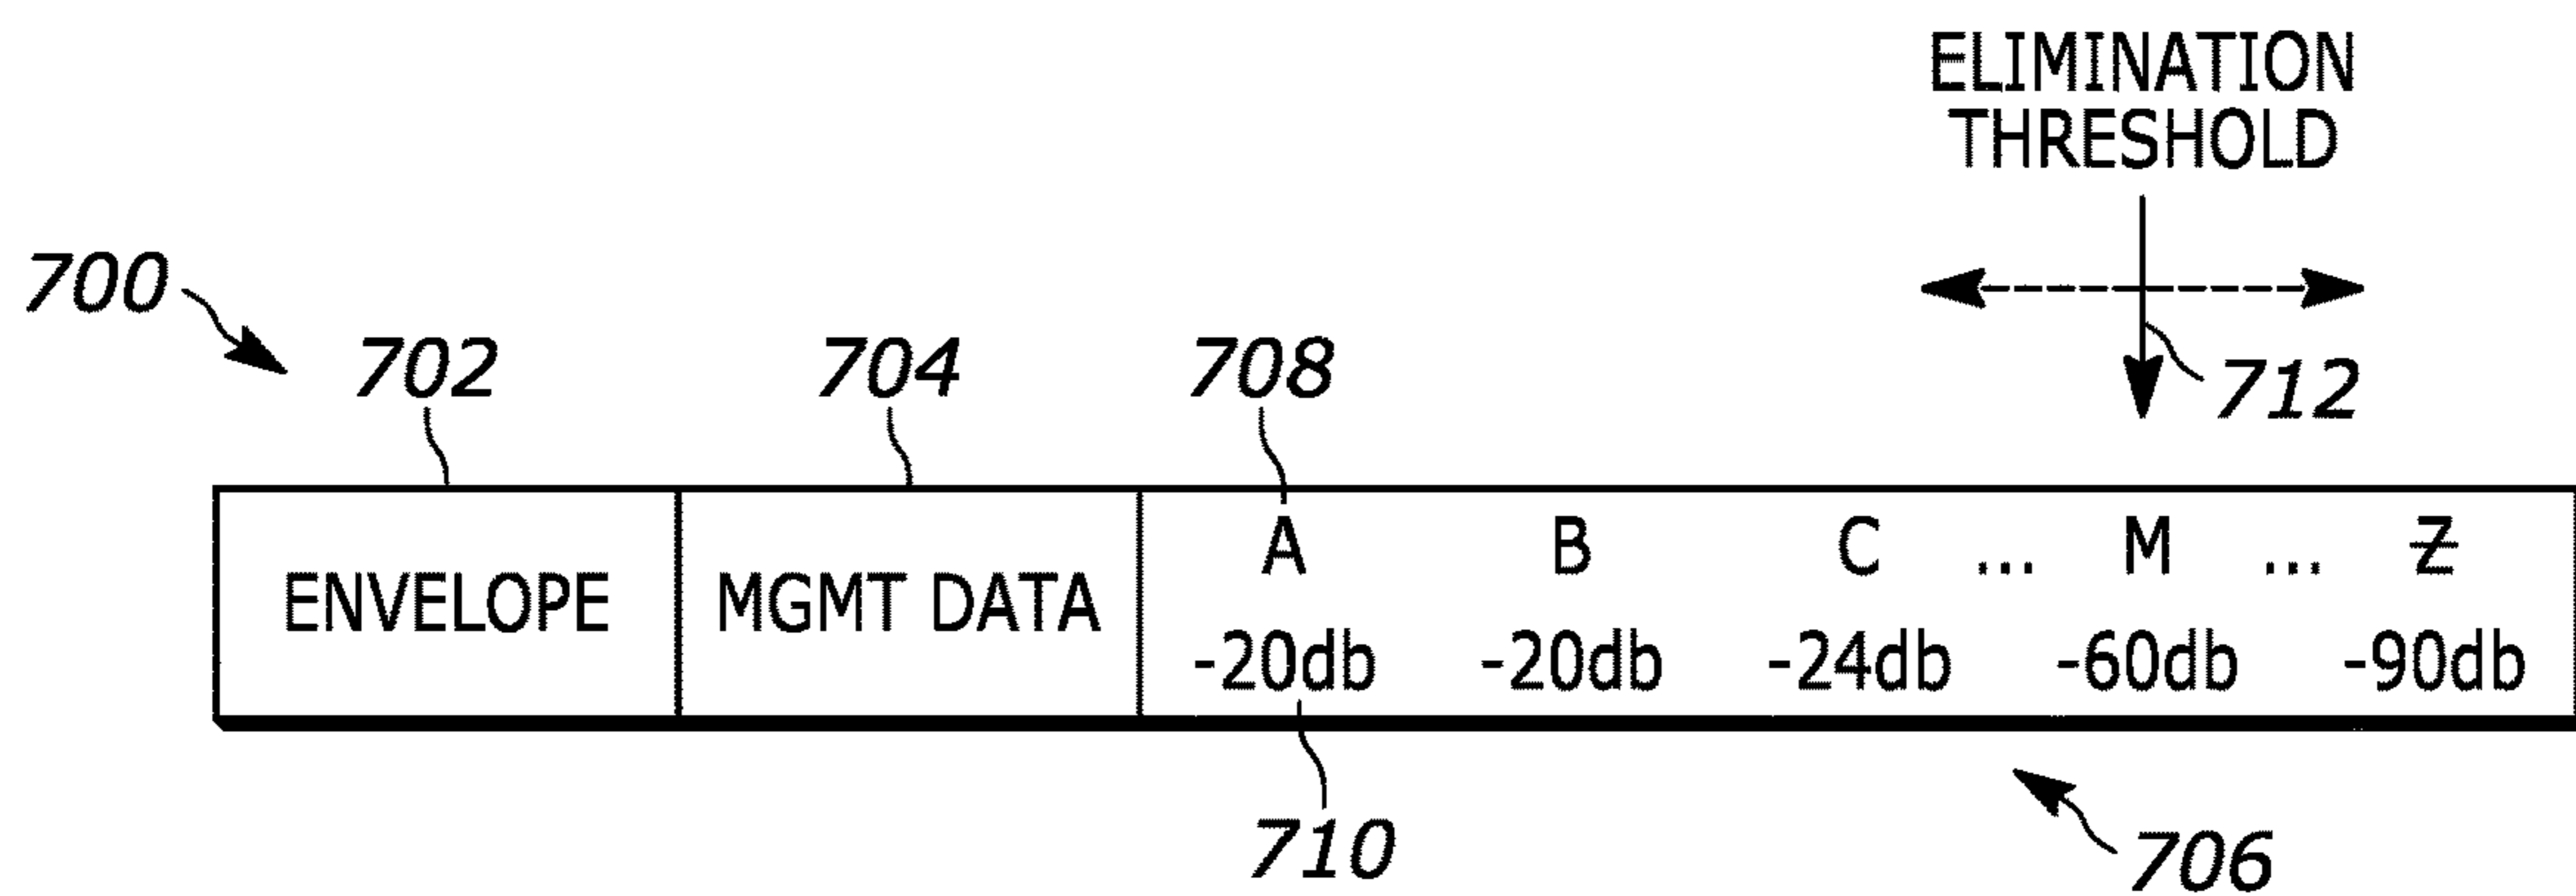 ELIMINATION
THRESHOLD
700
702
704
708
712
ENVELOPE
MGMT DATA
A B C ... M ... Z
-20db -20db -24db -60db -90db
710
706